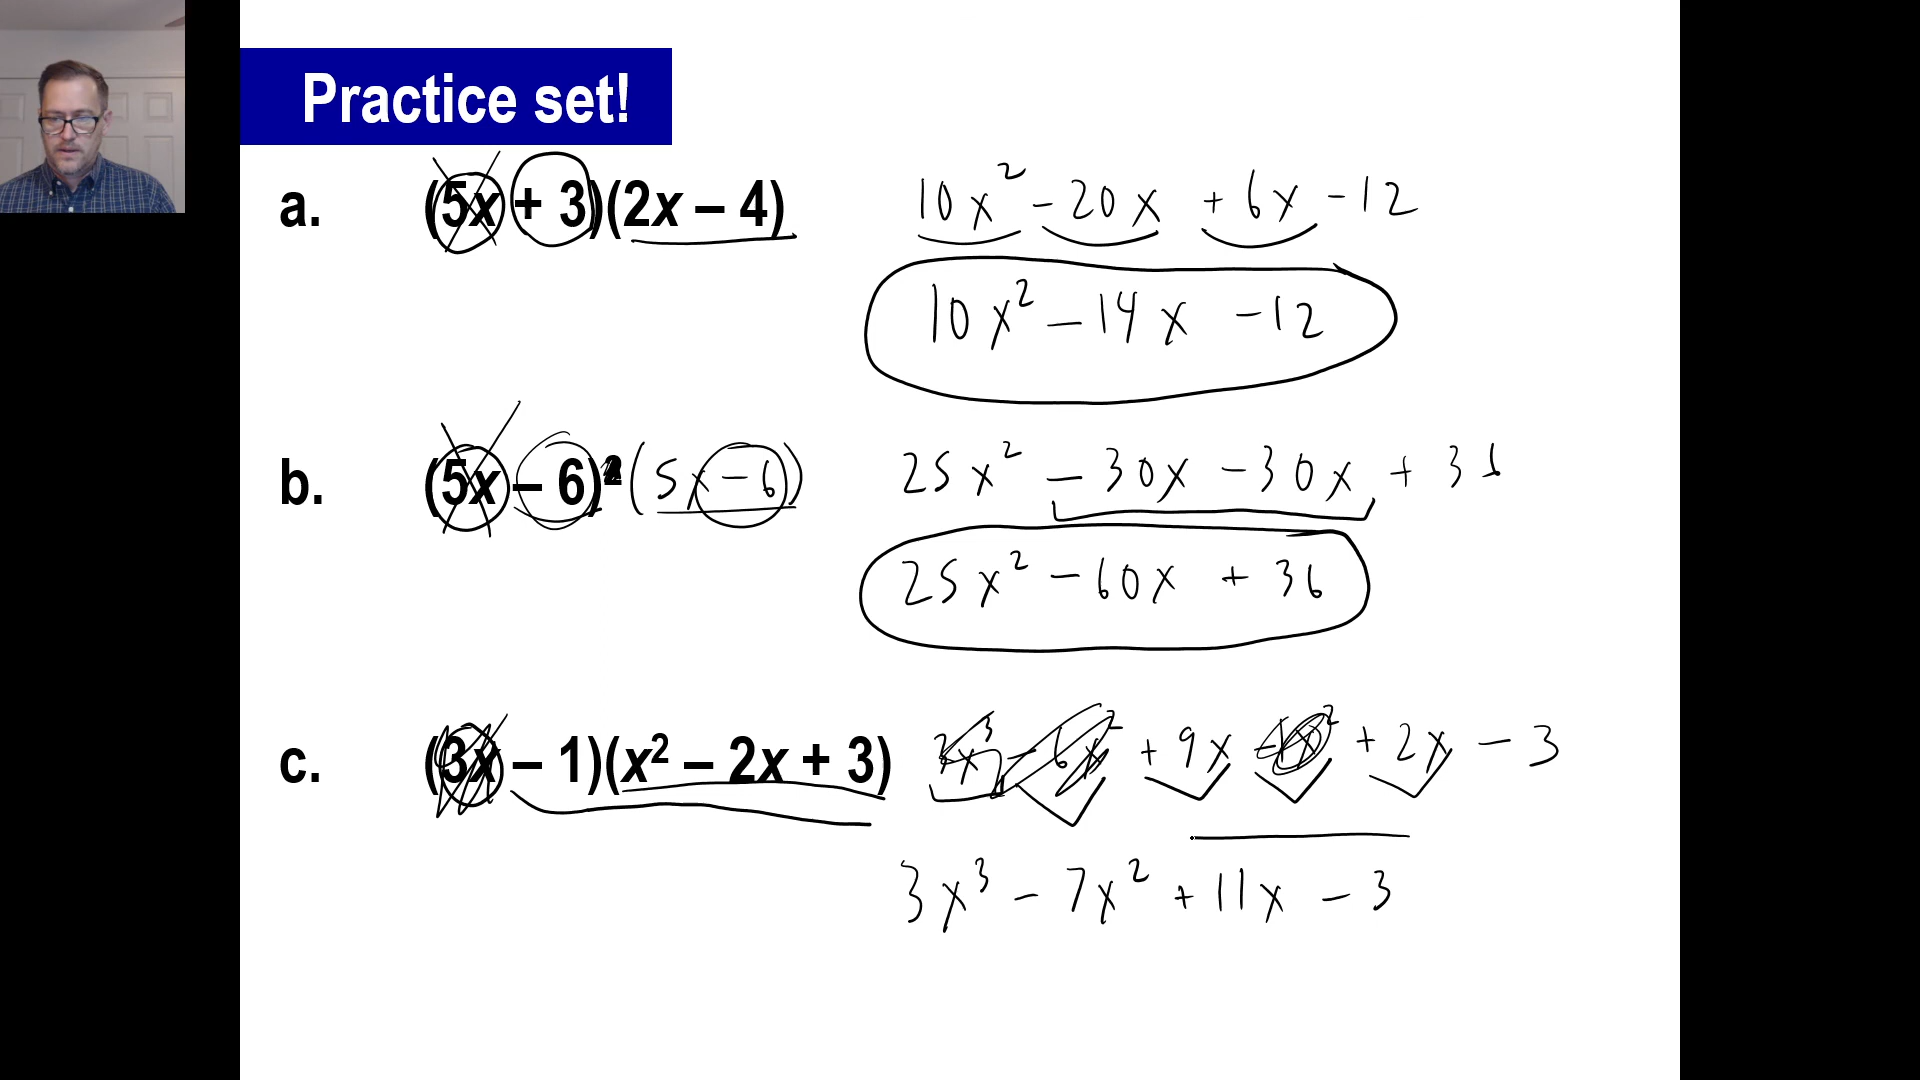 Practice set!
a. (5x + 3)(2x – 4) 10x² - 20x + 6x - 12
10x² - 14x - 12
b. (5x – 6)² (5x - 6) 25x² - 30x - 30x + 36
25x² - 60x + 36
c. (3x – 1)(x² – 2x + 3) 3x³ - 6x² + 9x - 1x² + 2x - 3
3x³ - 7x² + 11x - 3